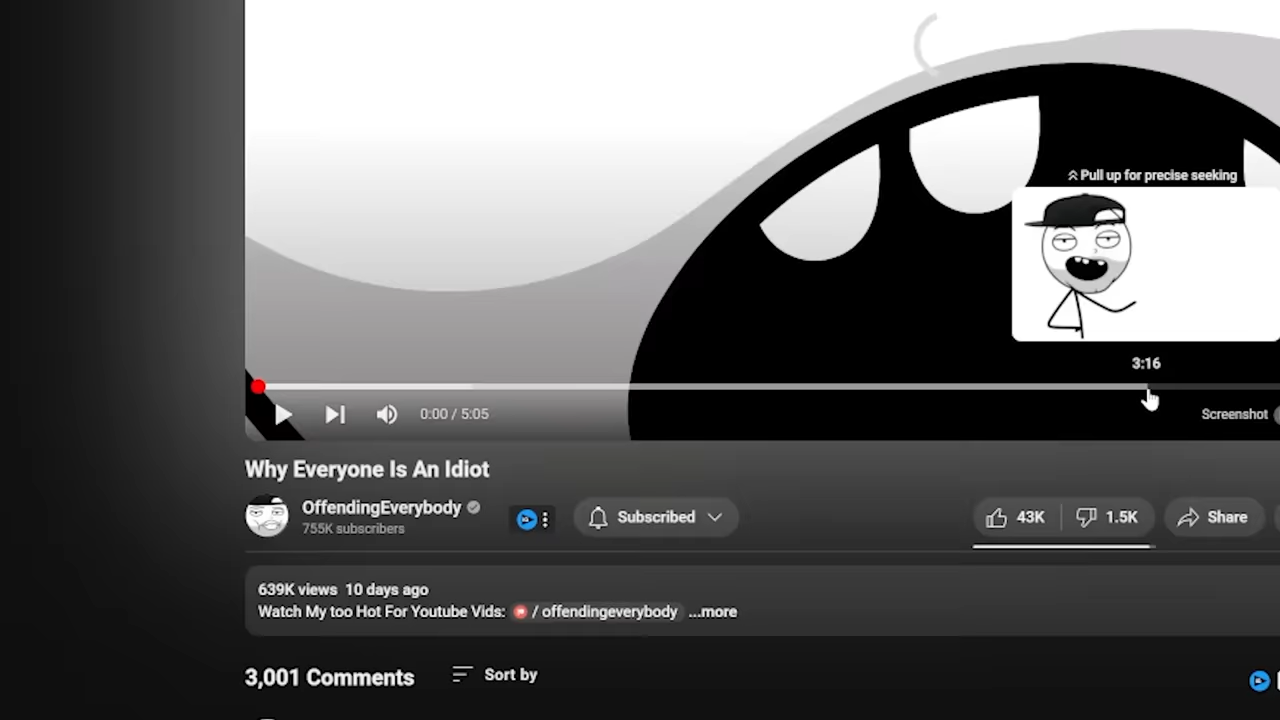 Pull up for precise seeking
3:16
0:00 / 5:05
Screenshot
Why Everyone Is An Idiot
OffendingEverybody
755K subscribers
Subscribed
43K
1.5K
Share
639K views 10 days ago
Watch My too Hot For Youtube Vids: / offendingeverybody ...more
3,001 Comments
Sort by